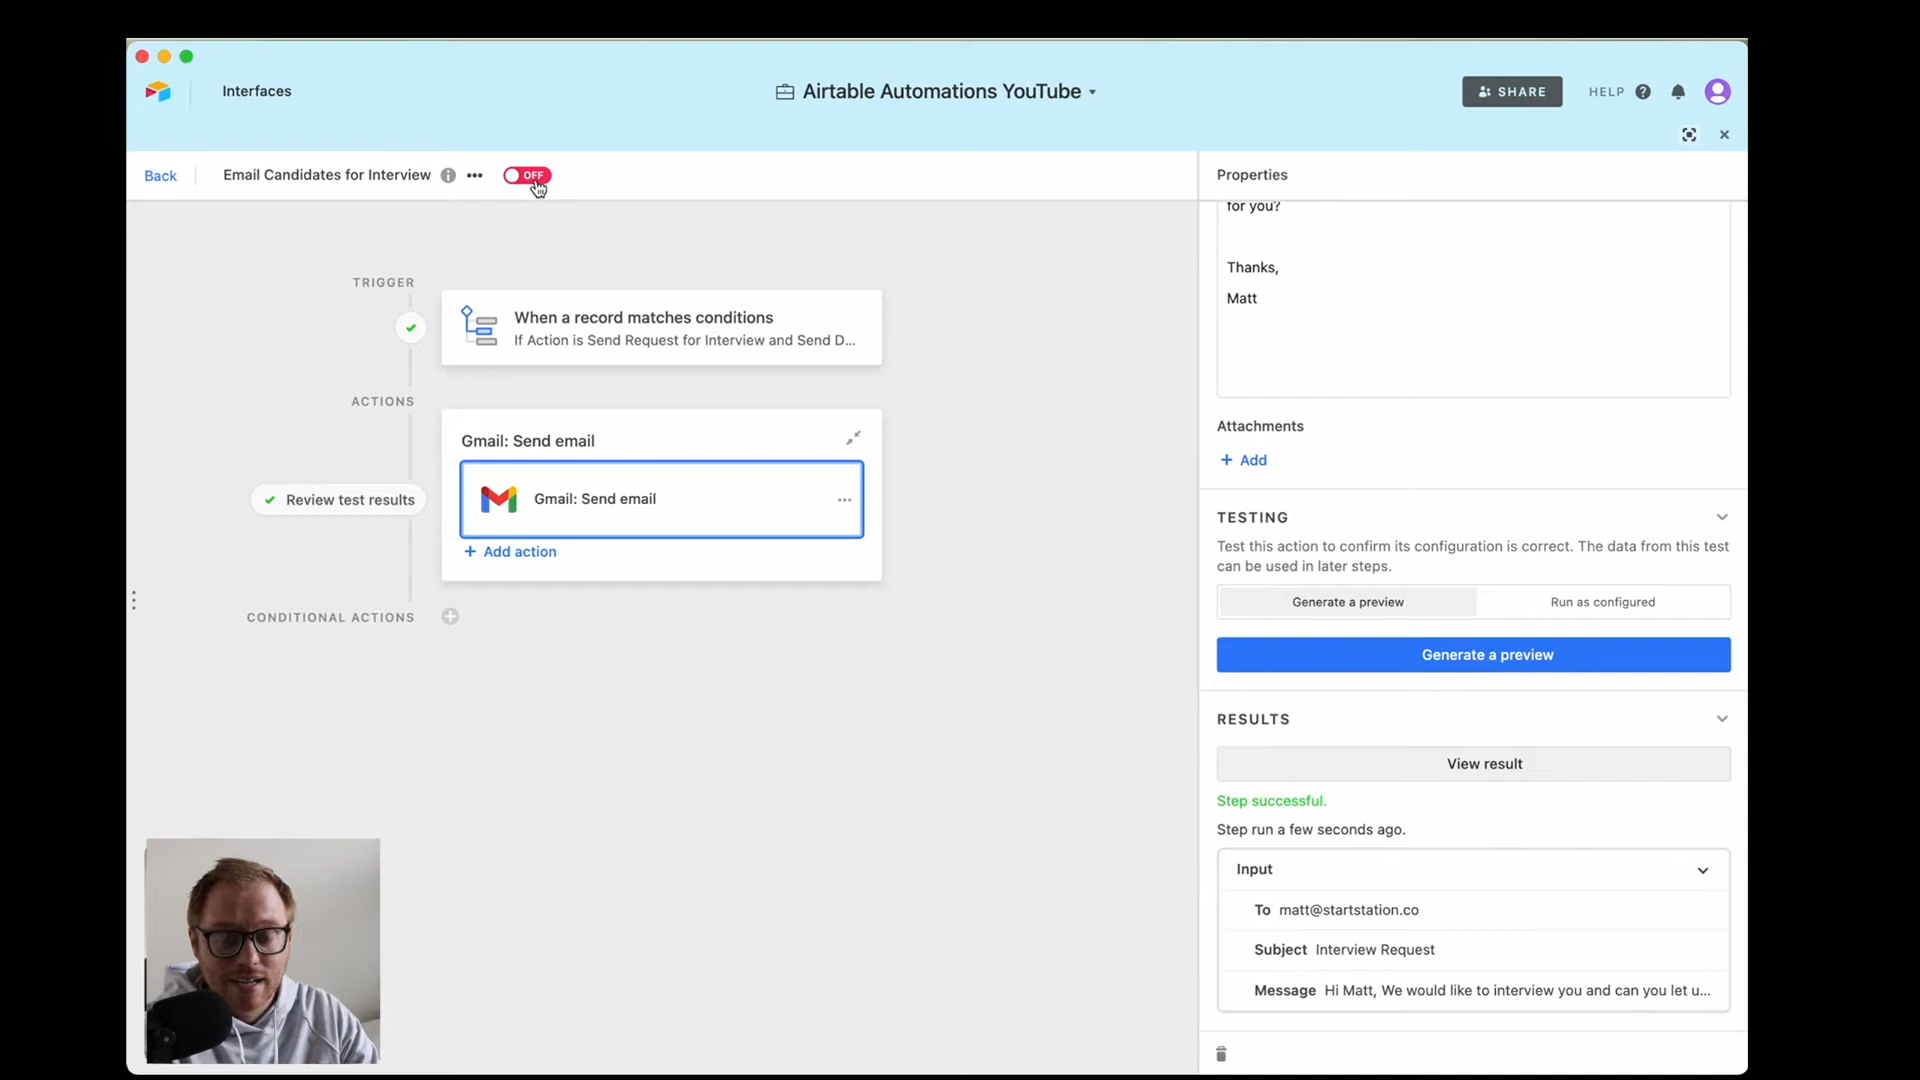 Interfaces
Airtable Automations YouTube
SHARE
HELP
Back
Email Candidates for Interview
OFF
Properties
for you?
Thanks,
Matt
TRIGGER
When a record matches conditions
If Action is Send Request for Interview and Send D...
ACTIONS
Gmail: Send email
Review test results
Gmail: Send email
+ Add action
CONDITIONAL ACTIONS
Attachments
+ Add
TESTING
Test this action to confirm its configuration is correct. The data from this test
can be used in later steps.
Generate a preview
Run as configured
Generate a preview
RESULTS
View result
Step successful.
Step run a few seconds ago.
Input
To matt@startstation.co
Subject Interview Request
Message Hi Matt, We would like to interview you and can you let u...